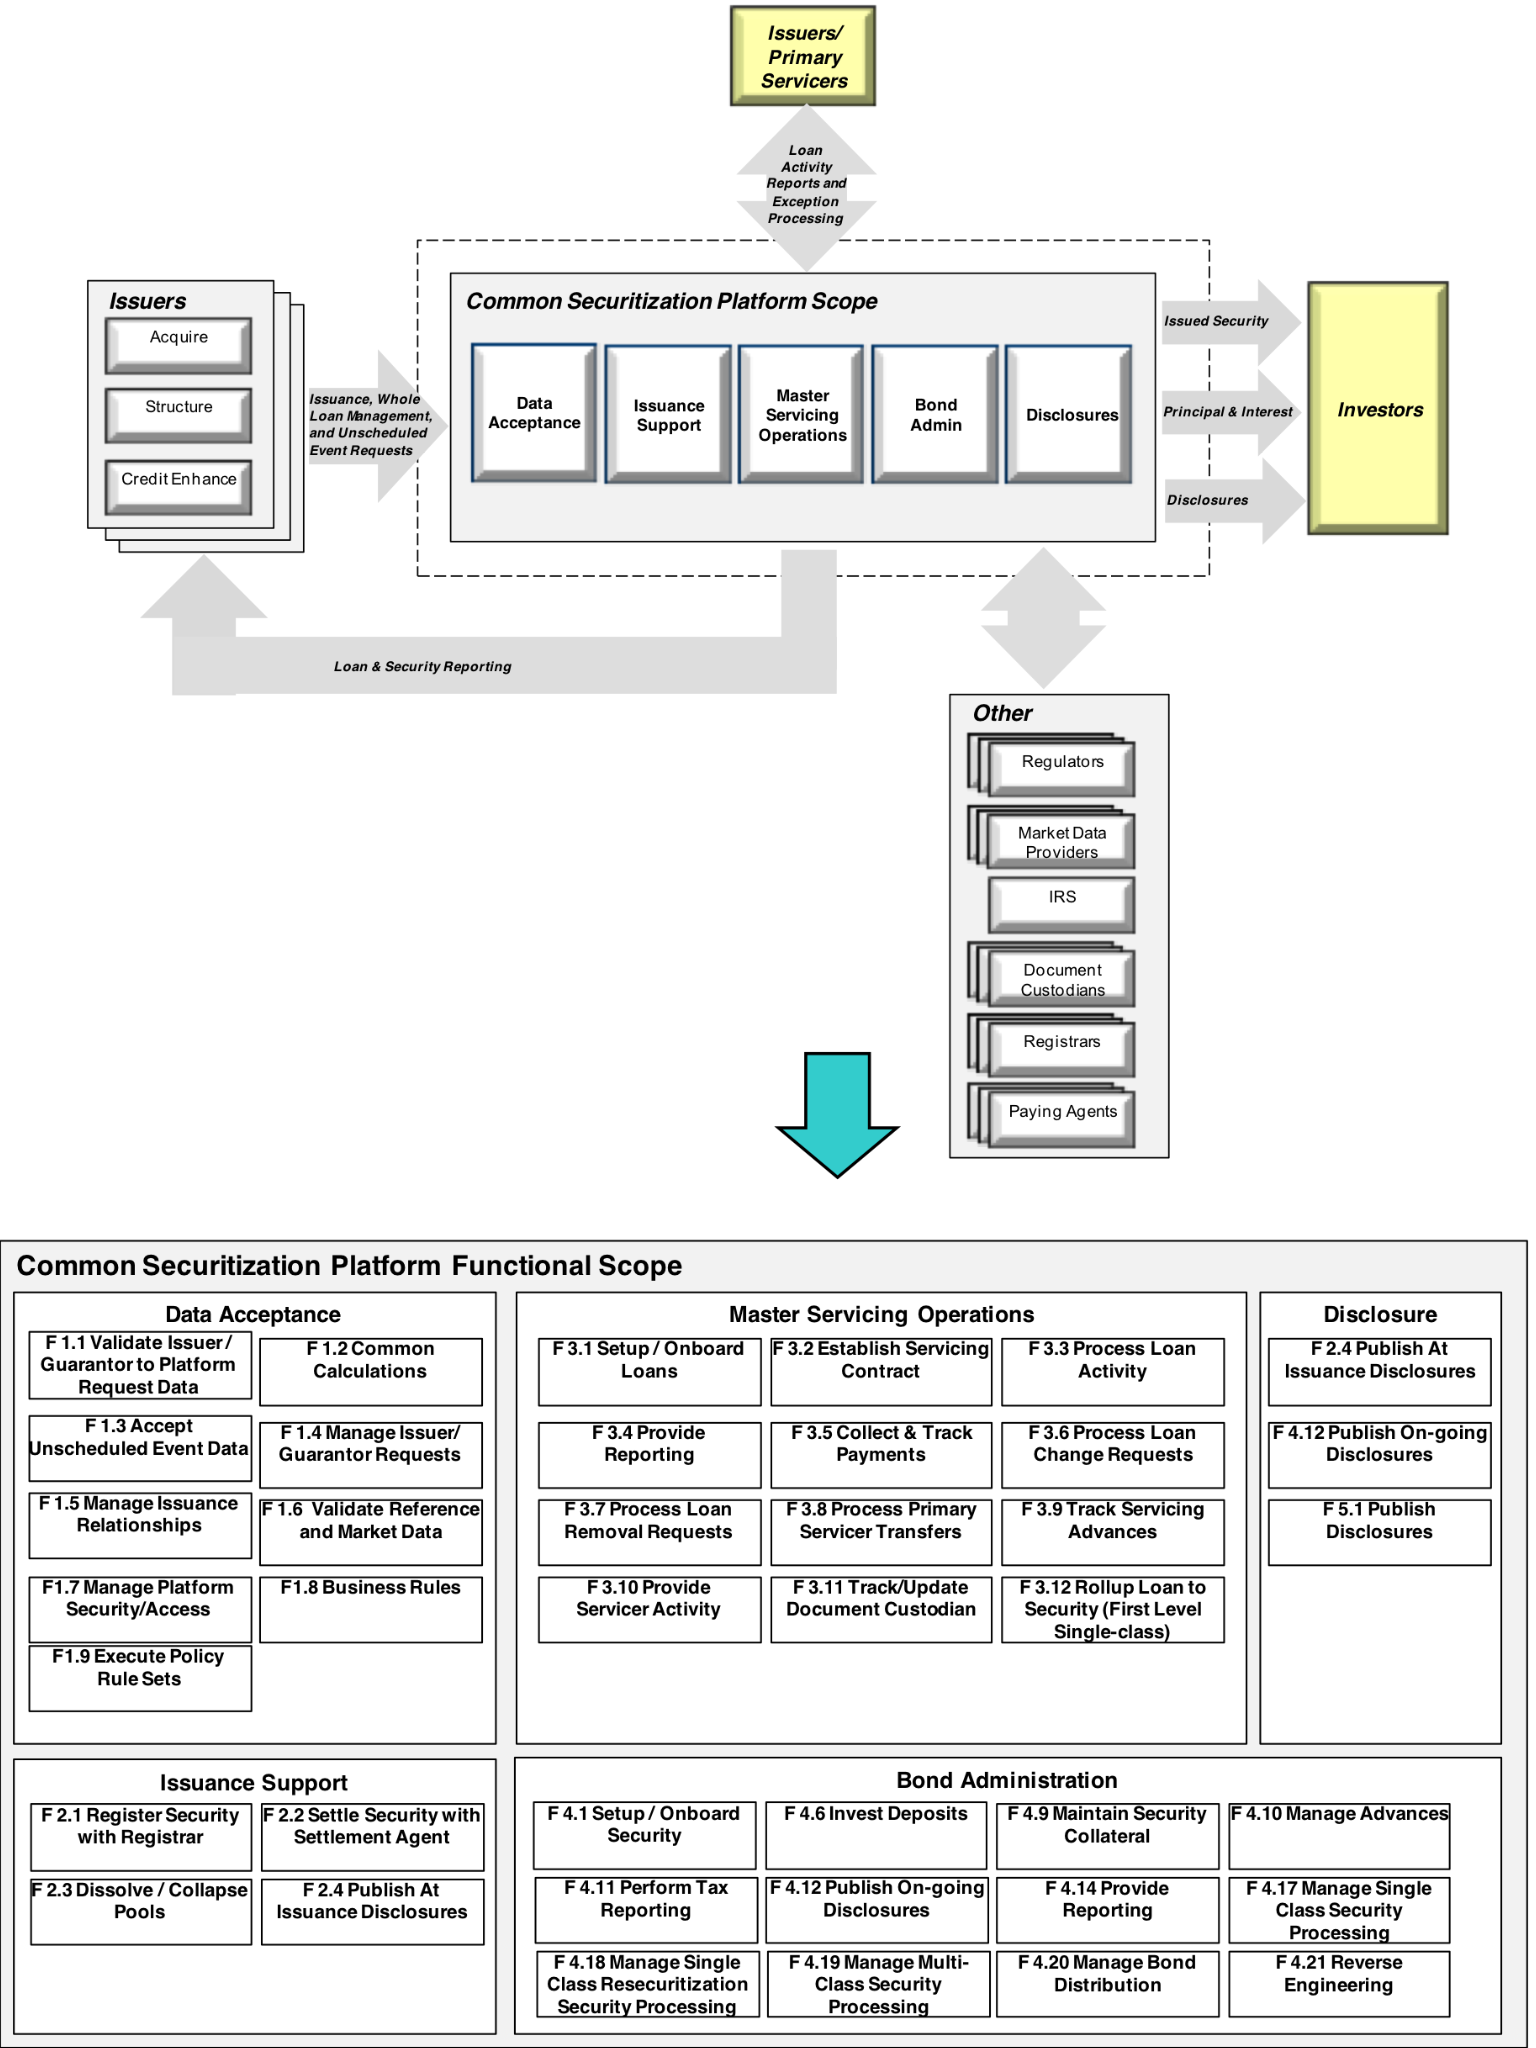 Issuers/
Primary
Servicers
Loan
Activity
Reports and
Exception
Processing
Issuers
Acquire
Structure
Credit Enhance
Issuance, Whole
Loan Management,
and Unscheduled
Event Requests
Common Securitization Platform Scope
Data
Acceptance
Issuance
Support
Master
Servicing
Operations
Bond
Admin
Disclosures
Issued Security
Principal & Interest
Disclosures
Investors
Loan & Security Reporting
Other
Regulators
Market Data
Providers
IRS
Document
Custodians
Registrars
Paying Agents
Common Securitization Platform Functional Scope
Data Acceptance
F 1.1 Validate Issuer /
Guarantor to Platform
Request Data
F 1.2 Common
Calculations
F 1.3 Accept
Unscheduled Event Data
F 1.4 Manage Issuer/
Guarantor Requests
F 1.5 Manage Issuance
Relationships
F 1.6 Validate Reference
and Market Data
F1.7 Manage Platform
Security/Access
F1.8 Business Rules
F1.9 Execute Policy
Rule Sets
Master Servicing Operations
F 3.1 Setup / Onboard
Loans
F 3.2 Establish Servicing
Contract
F 3.3 Process Loan
Activity
F 3.4 Provide
Reporting
F 3.5 Collect & Track
Payments
F 3.6 Process Loan
Change Requests
F 3.7 Process Loan
Removal Requests
F 3.8 Process Primary
Servicer Transfers
F 3.9 Track Servicing
Advances
F 3.10 Provide
Servicer Activity
F 3.11 Track/Update
Document Custodian
F 3.12 Rollup Loan to
Security (First Level
Single-class)
Disclosure
F 2.4 Publish At
Issuance Disclosures
F 4.12 Publish On-going
Disclosures
F 5.1 Publish
Disclosures
Issuance Support
F 2.1 Register Security
with Registrar
F 2.2 Settle Security with
Settlement Agent
F 2.3 Dissolve / Collapse
Pools
F 2.4 Publish At
Issuance Disclosures
Bond Administration
F 4.1 Setup / Onboard
Security
F 4.6 Invest Deposits
F 4.9 Maintain Security
Collateral
F 4.10 Manage Advances
F 4.11 Perform Tax
Reporting
F 4.12 Publish On-going
Disclosures
F 4.14 Provide
Reporting
F 4.17 Manage Single
Class Security
Processing
F 4.18 Manage Single
Class Resecuritization
Security Processing
F 4.19 Manage Multi-
Class Security
Processing
F 4.20 Manage Bond
Distribution
F 4.21 Reverse
Engineering